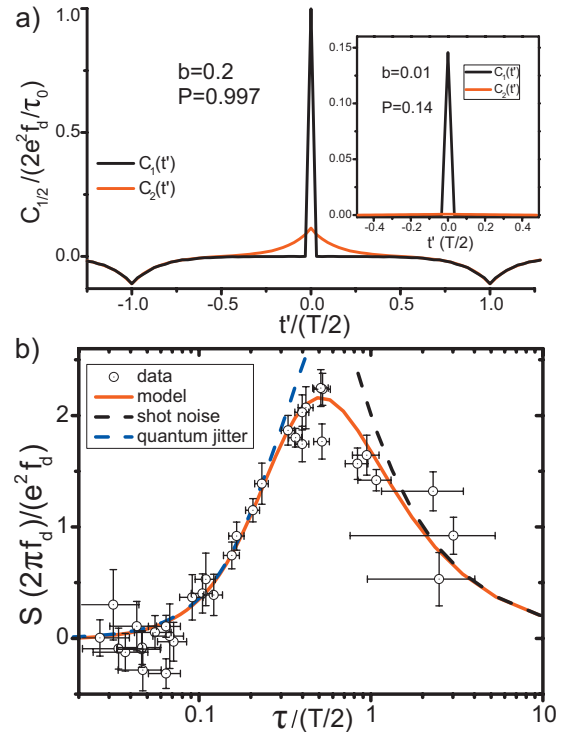 a)
1.0
0.5
0.0
C1/2/(2e²fd/τ0)
b=0.2
P=0.997
C1(t')
C2(t')
0.15
0.10
0.05
0.00
b=0.01
P=0.14
C1(t')
C2(t')
-0.4 -0.2 0.0 0.2 0.4
t' (T/2)
-1.0 -0.5 0.0 0.5 1.0
t'/(T/2)
b)
S (2πfd)/(e²fd)
2
1
0
data
model
shot noise
quantum jitter
0.1 1 10
τ/(T/2)